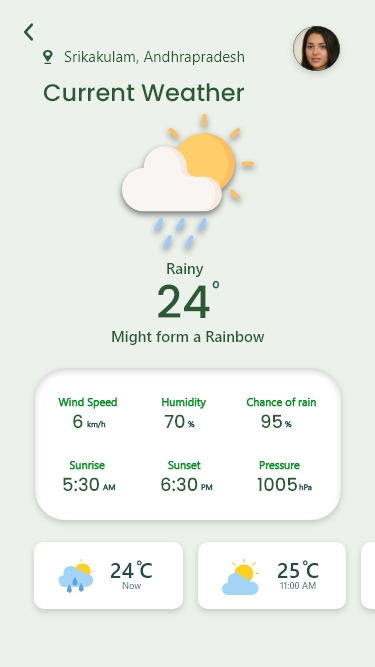 Srikakulam, Andhrapradesh
Current Weather
Rainy
24°
Might form a Rainbow
Wind Speed Humidity Chance of rain
6 km/h 70 % 95 %
Sunrise Sunset Pressure
5:30 AM 6:30 PM 1005 hPa
24°C 25°C
Now 11:00 AM